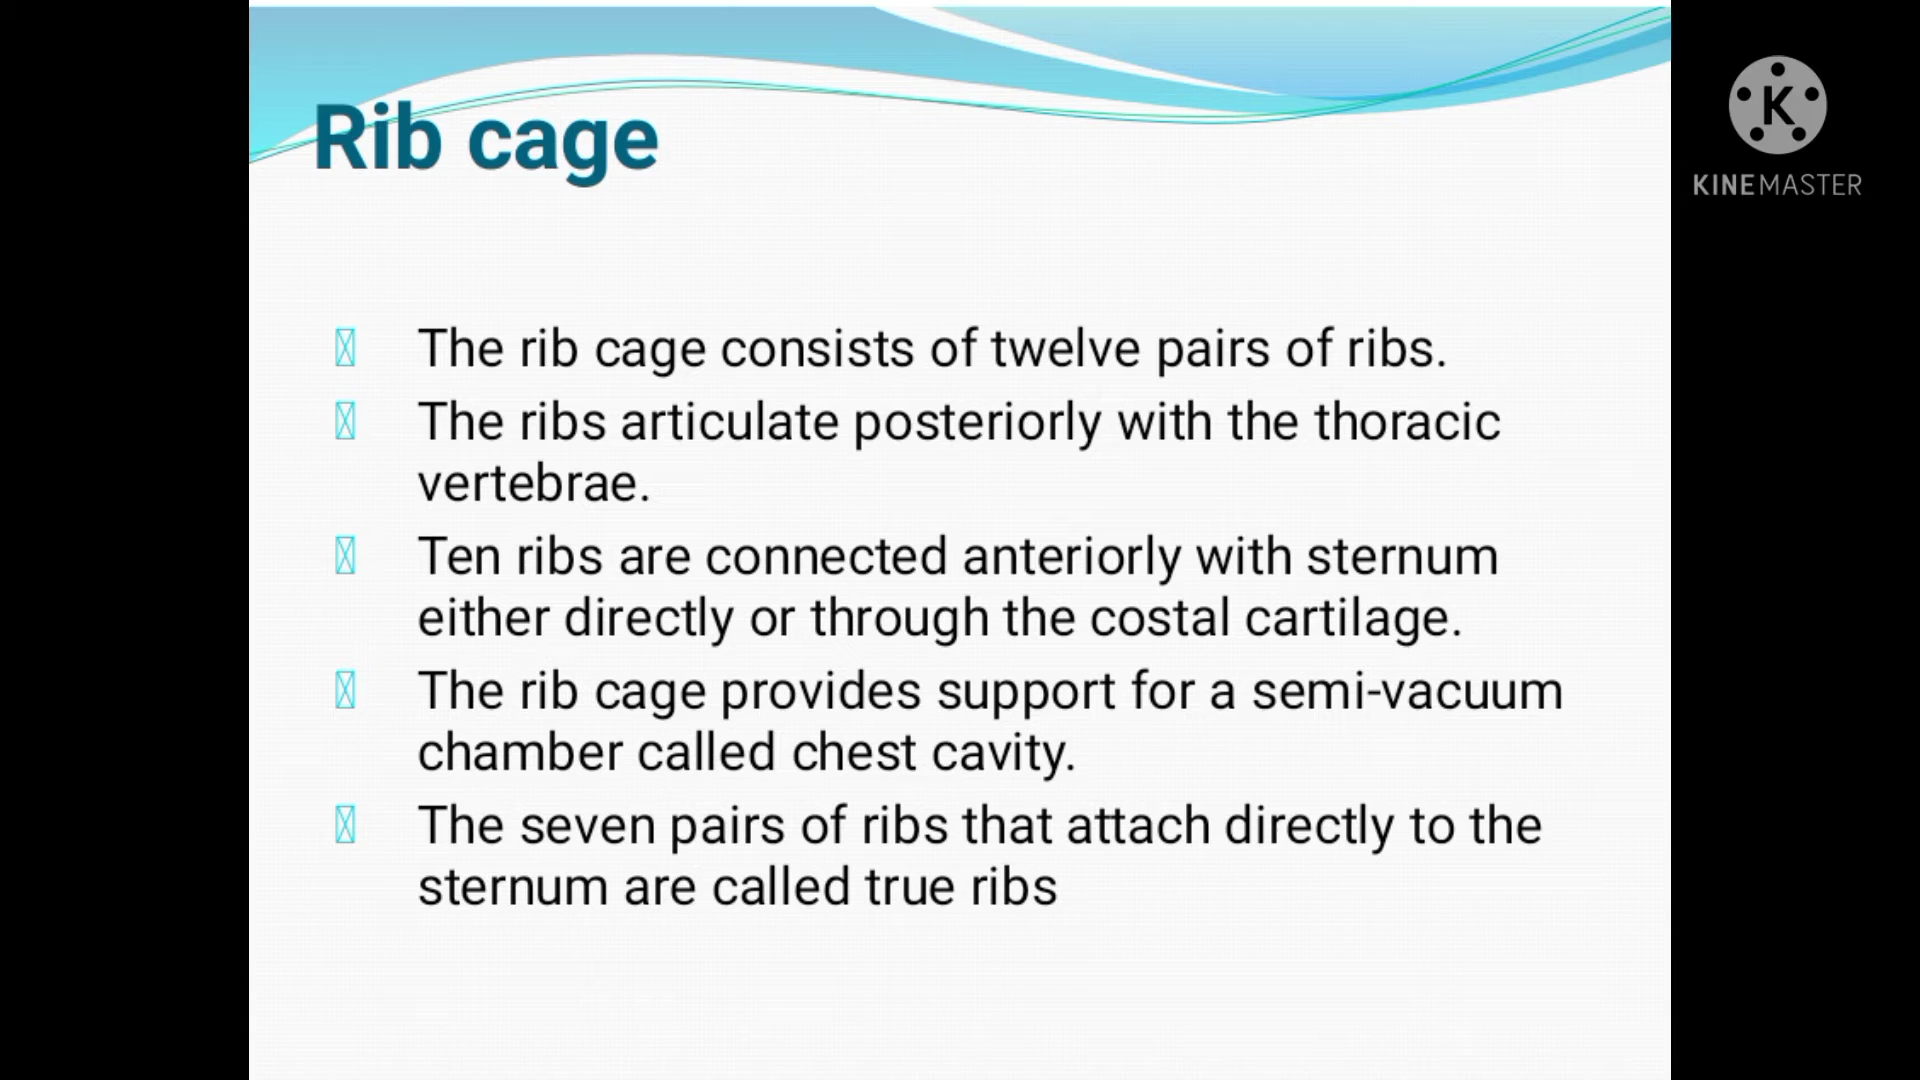 Rib cage
The rib cage consists of twelve pairs of ribs.
The ribs articulate posteriorly with the thoracic
vertebrae.
Ten ribs are connected anteriorly with sternum
either directly or through the costal cartilage.
The rib cage provides support for a semi-vacuum
chamber called chest cavity.
The seven pairs of ribs that attach directly to the
sternum are called true ribs
K
KINEMASTER